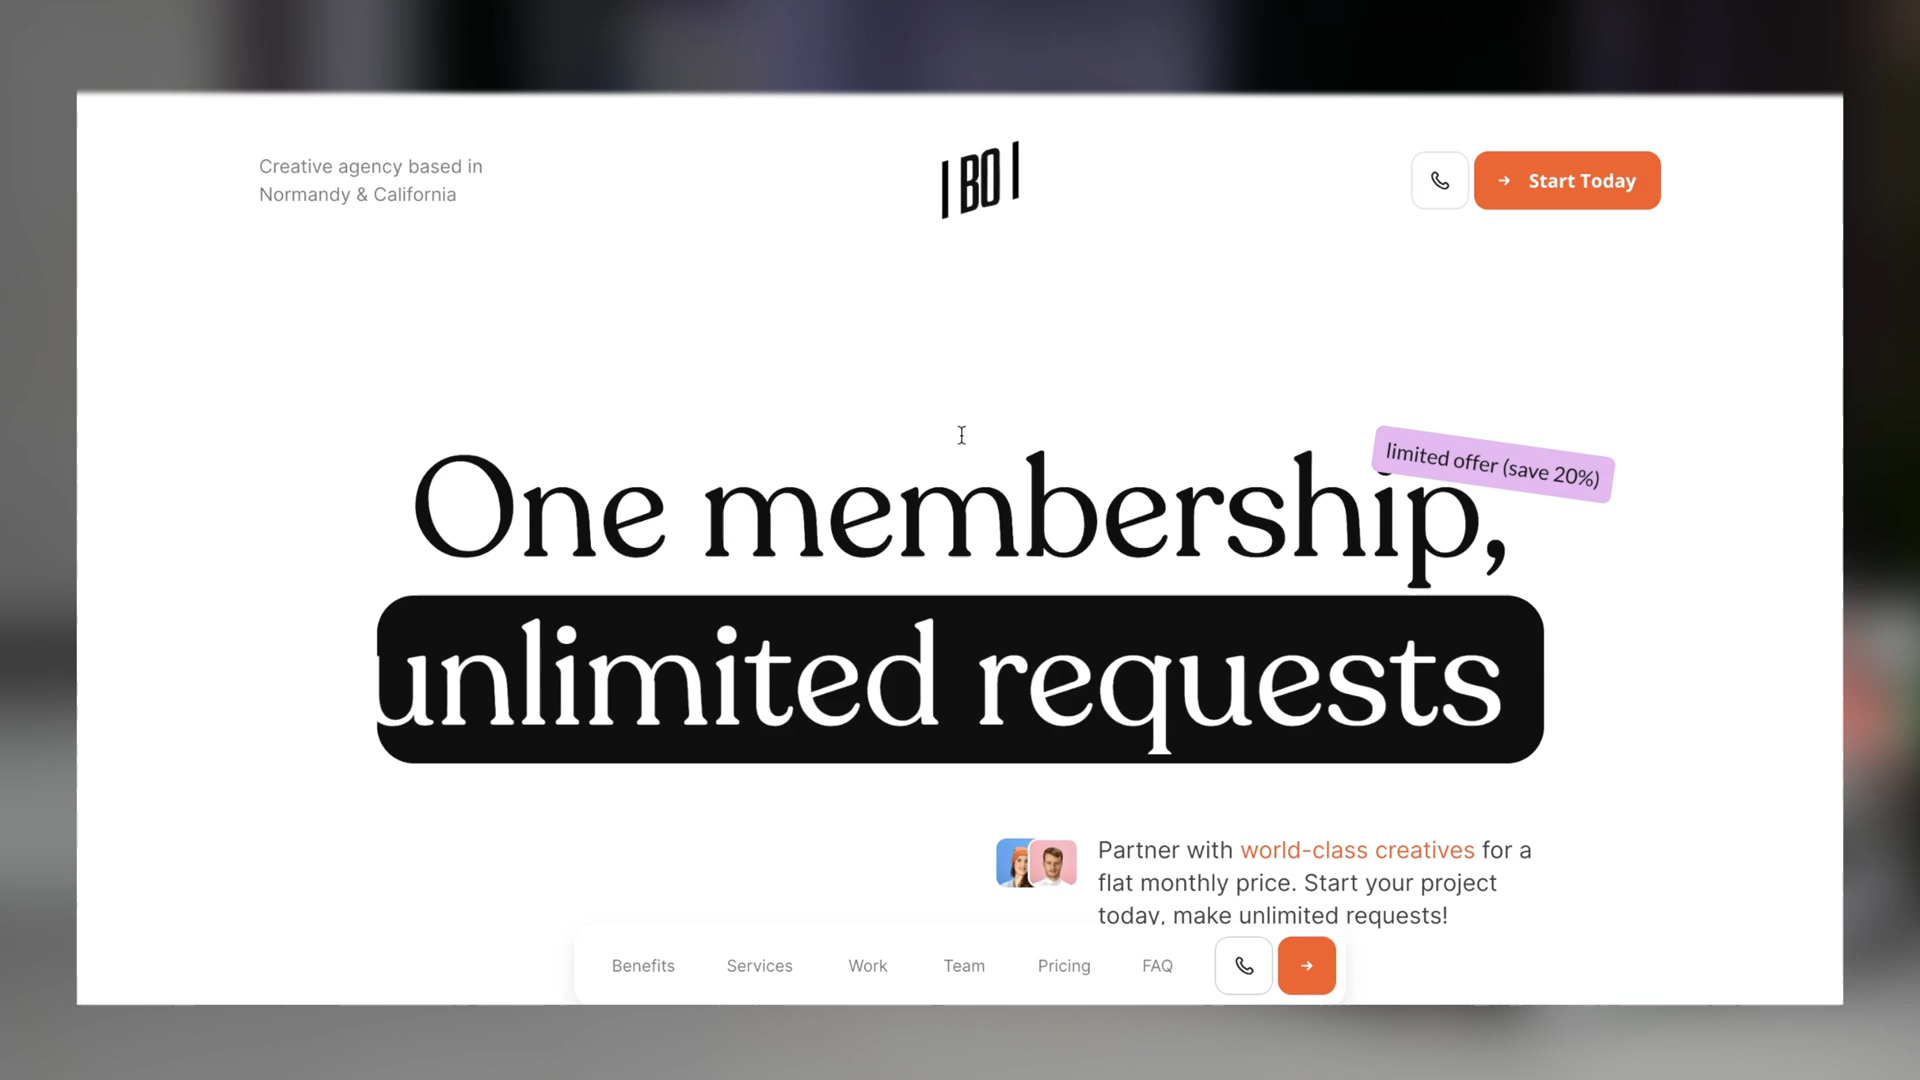 Creative agency based in
Normandy & California
IBOI
Start Today
limited offer (save 20%)
One membership,
unlimited requests
Partner with world-class creatives for a
flat monthly price. Start your project
today, make unlimited requests!
Benefits Services Work Team Pricing FAQ